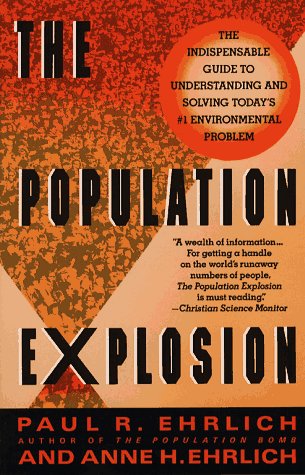 THE
THE
INDISPENSABLE
GUIDE TO
UNDERSTANDING AND
SOLVING TODAY'S
#1 ENVIRONMENTAL
PROBLEM
POPULATION
"A wealth of information...
For getting a handle
on the world's runaway
numbers of people,
The Population Explosion
is must reading."
—Christian Science Monitor
EXPLOSION
PAUL R. EHRLICH
AUTHOR OF THE POPULATION BOMB
AND ANNE H. EHRLICH